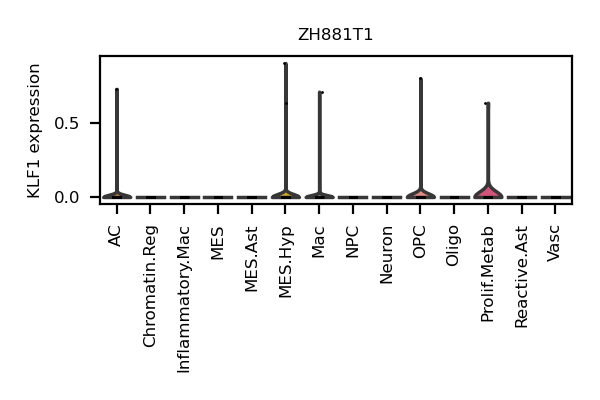 ZH881T1
KLF1 expression
0.5
0.0
AC
Chromatin.Reg
Inflammatory.Mac
MES
MES.Ast
MES.Hyp
Mac
NPC
Neuron
OPC
Oligo
Prolif.Metab
Reactive.Ast
Vasc